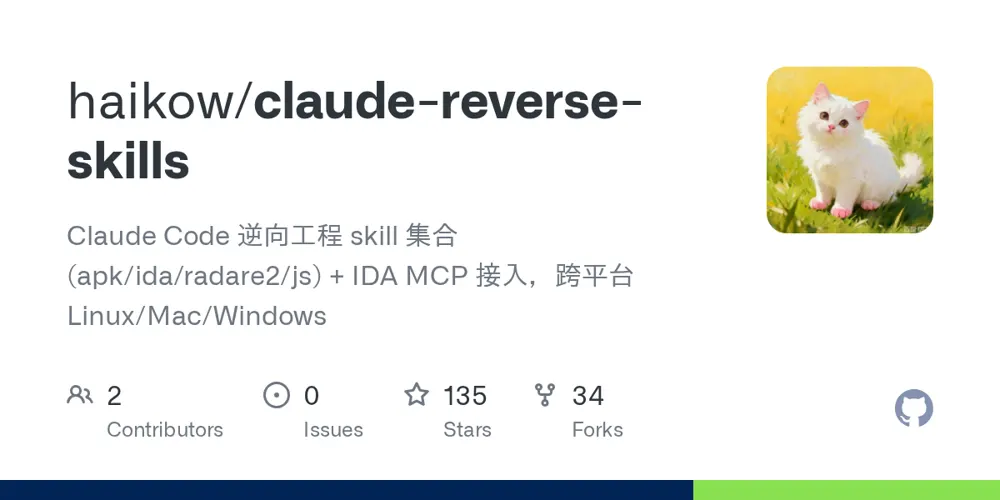 haikow/claude-reverse-
skills
Claude Code 逆向工程 skill 集合
(apk/ida/radare2/js) + IDA MCP 接入，跨平台
Linux/Mac/Windows
2
Contributors
0
Issues
135
Stars
34
Forks